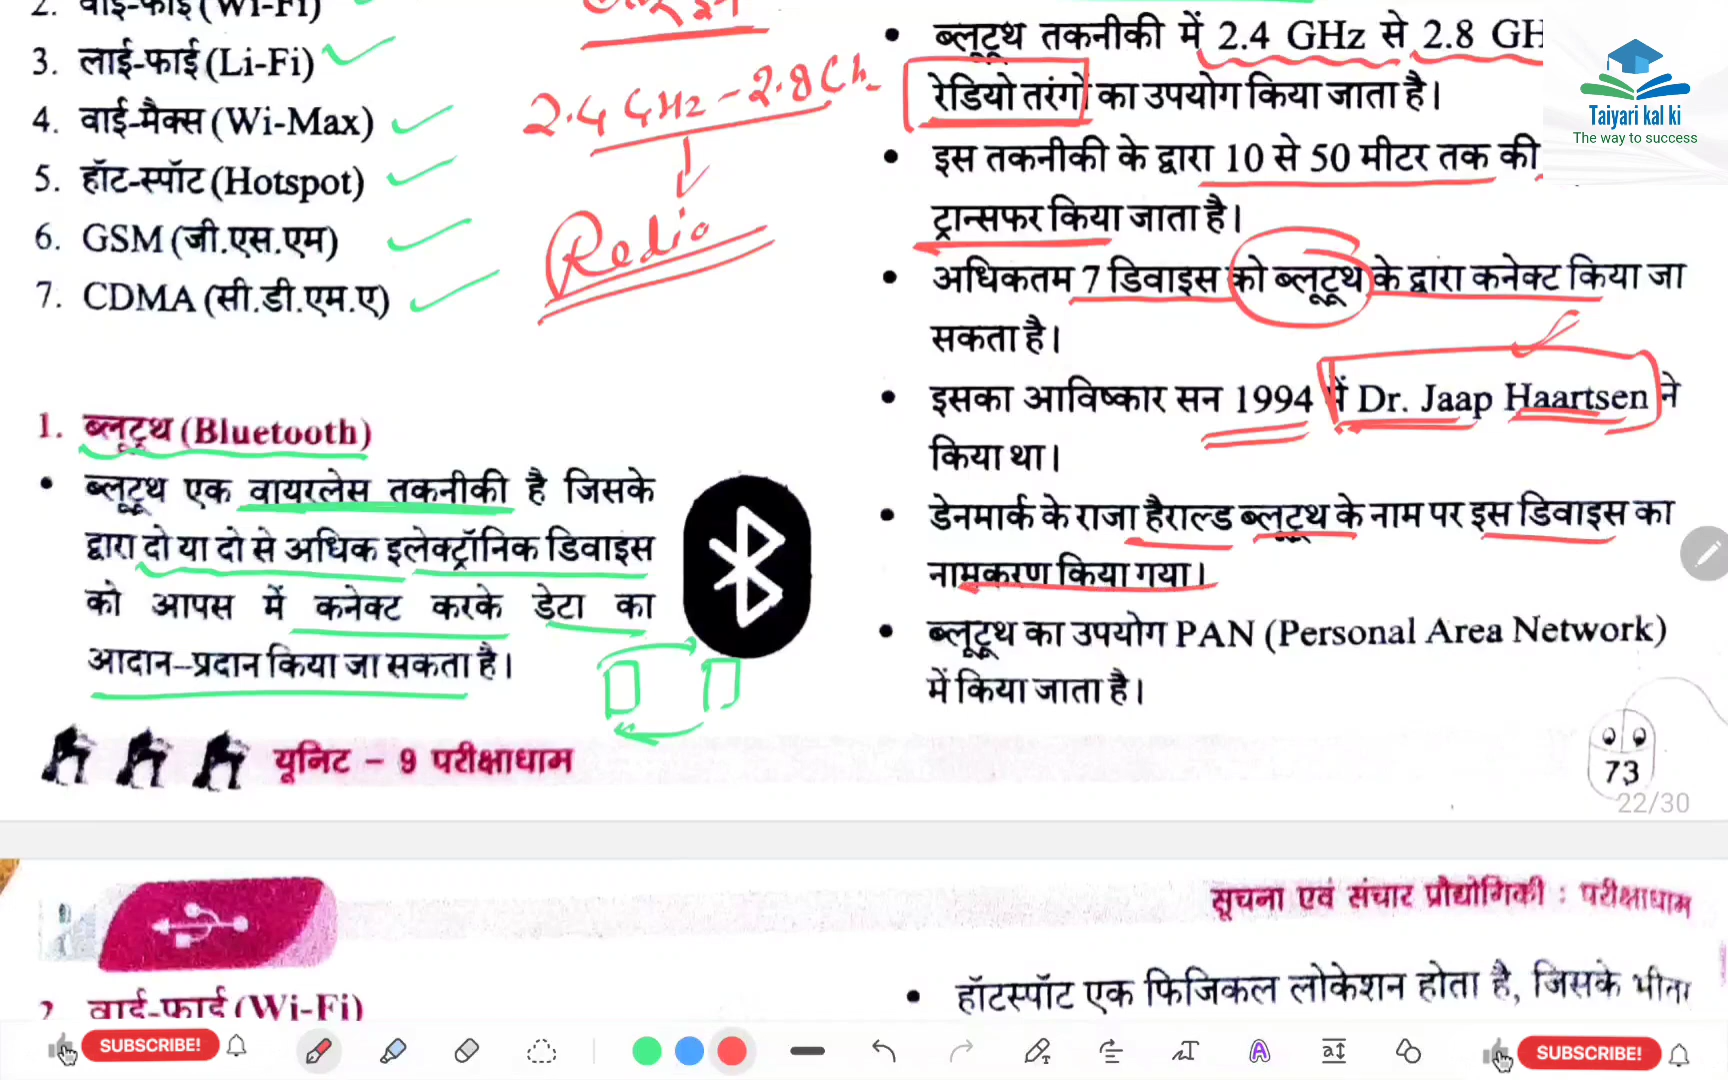 2. वाई-फाई (Wi-Fi)
3. लाई-फाई (Li-Fi)
4. वाई-मैक्स (Wi-Max)
5. हॉट-स्पॉट (Hotspot)
6. GSM (जी.एस.एम)
7. CDMA (सी.डी.एम.ए)
2.4 GHz - 2.8 Gh
Redio
1. ब्लूटूथ (Bluetooth)
• ब्लूटूथ एक वायरलेस तकनीकी है जिसके
द्वारा दो या दो से अधिक इलेक्ट्रॉनिक डिवाइस
को आपस में कनेक्ट करके डेटा का
आदान-प्रदान किया जा सकता है।
• ब्लूटूथ तकनीकी में 2.4 GHz से 2.8 GH
रेडियो तरंगों का उपयोग किया जाता है।
• इस तकनीकी के द्वारा 10 से 50 मीटर तक की
ट्रान्सफर किया जाता है।
• अधिकतम 7 डिवाइस को ब्लूटूथ के द्वारा कनेक्ट किया जा
सकता है।
• इसका आविष्कार सन 1994 में Dr. Jaap Haartsen ने
किया था।
• डेनमार्क के राजा हैराल्ड ब्लूटूथ के नाम पर इस डिवाइस का
नामकरण किया गया।
• ब्लूटूथ का उपयोग PAN (Personal Area Network)
में किया जाता है।
Taiyari kal ki
The way to success
यूनिट - 9 परीक्षाधाम
73
22/30
सूचना एवं संचार प्रौद्योगिकी : परीक्षाधाम
2. वाई-फाई (Wi-Fi)
• हॉटस्पॉट एक फिजिकल लोकेशन होता है, जिसके भीतर
SUBSCRIBE!
SUBSCRIBE!